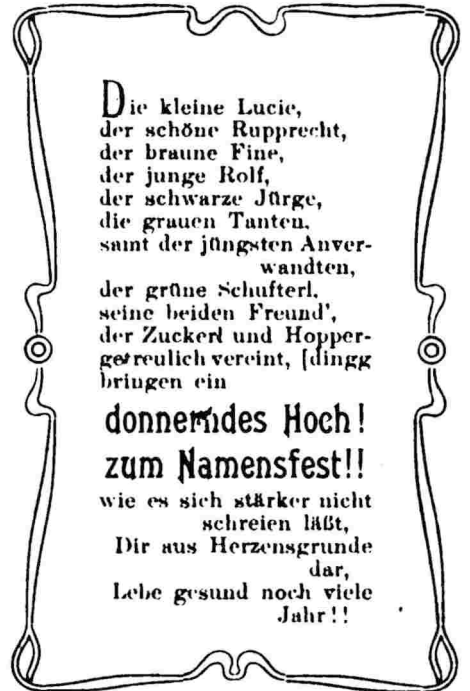 Die kleine Lucie,
der schöne Rupprecht,
der braune Fine,
der junge Rolf,
der schwarze Jürge,
die grauen Tanten,
samt der jüngsten Anver-
wandten,
der grüne Schufterl,
seine beiden Freund',
der Zuckerl und Hopper-
getreulich vereint, [dingg
bringen ein
donnerndes Hoch!
zum Namensfest!!
wie es sich stärker nicht
schreien läßt,
Dir aus Herzensgrunde
dar,
Lebe gesund noch viele
Jahr!!